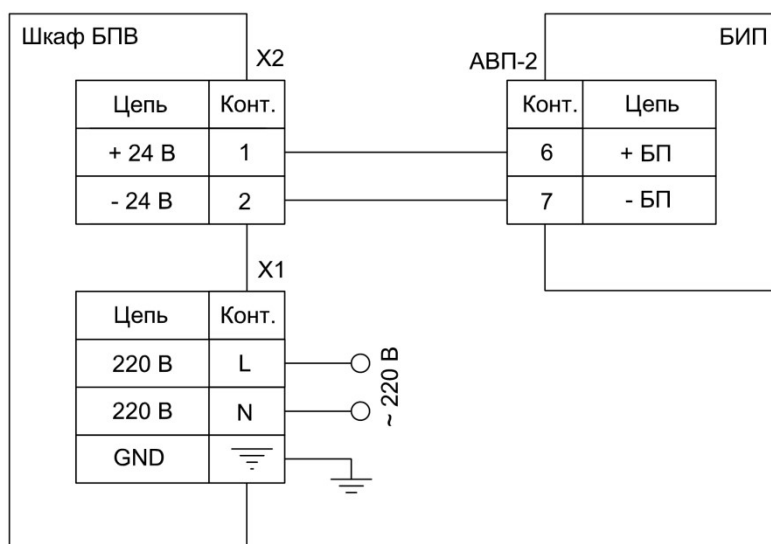 Шкаф БПВ
X2
Цепь Конт.
+ 24 В 1
- 24 В 2
X1
Цепь Конт.
220 В L
220 В N
GND
~ 220 В
БИП
АВП-2
Конт. Цепь
6 + БП
7 - БП